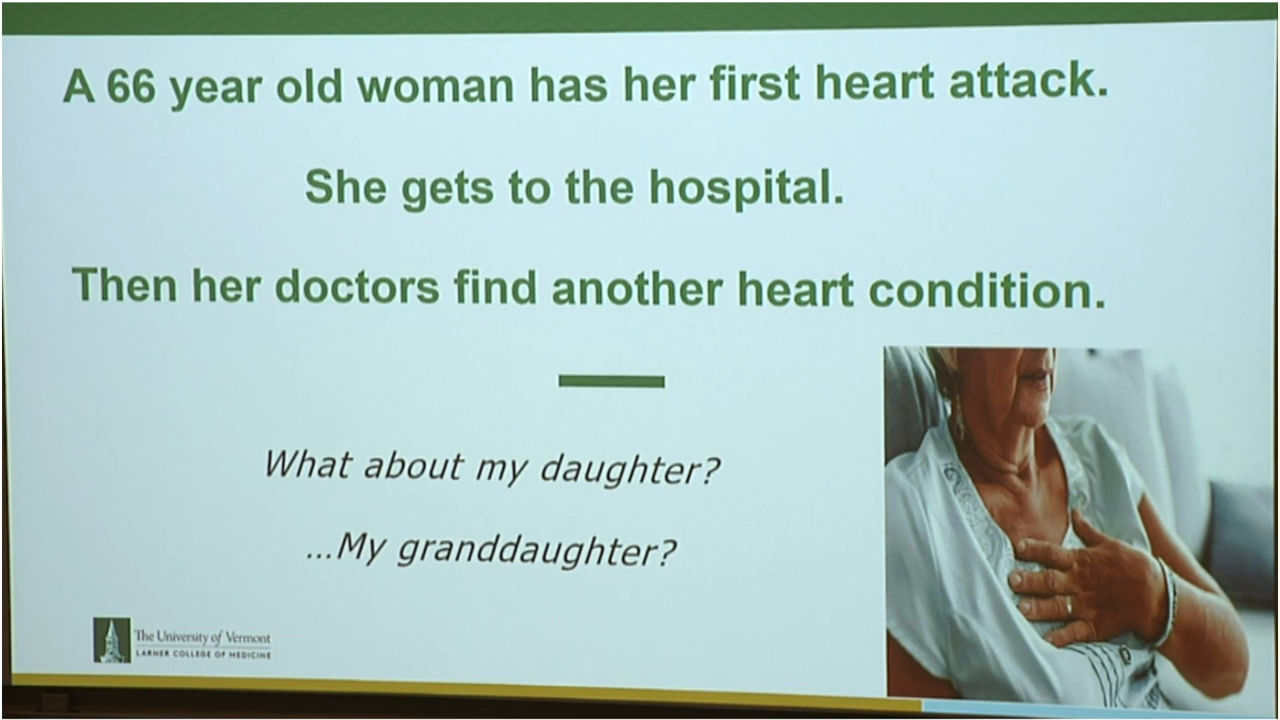 A 66 year old woman has her first heart attack.
She gets to the hospital.
Then her doctors find another heart condition.
What about my daughter?
...My granddaughter?
The University of Vermont
LARNER COLLEGE OF MEDICINE